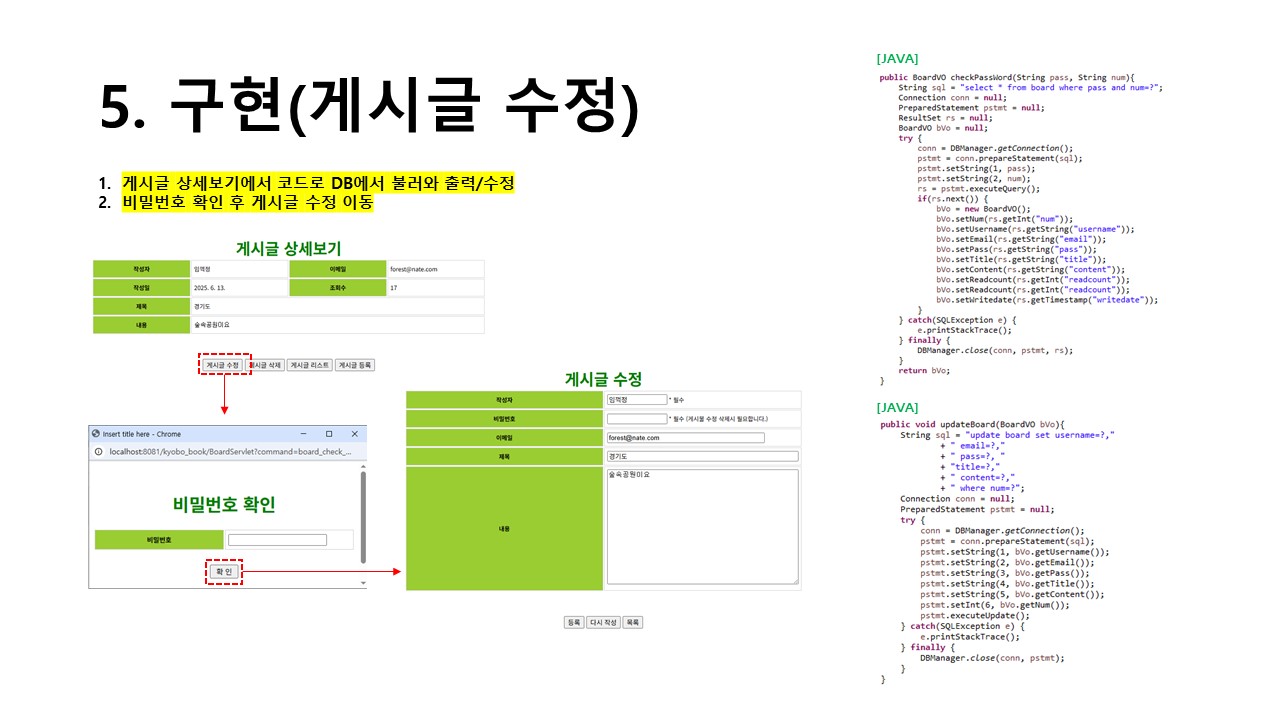 5. 구현(게시글 수정)
1. 게시글 상세보기에서 코드로 DB에서 불러와 출력/수정
2. 비밀번호 확인 후 게시글 수정 이동
게시글 상세보기
작성자 임꺽정 이메일 forest@nate.com
작성일 2025. 6. 13. 조회수 17
제목 경기도
내용 숲속공원이요
게시글 수정 게시글 삭제 게시글 리스트 게시글 등록
Insert title here - Chrome
localhost:8081/kyobo_book/BoardServlet?command=board_check_...
비밀번호 확인
비밀번호
확 인
게시글 수정
작성자 임꺽정 * 필수
비밀번호 * 필수 (게시물 수정 삭제시 필요합니다.)
이메일 forest@nate.com
제목 경기도
내용 숲속공원이요
등록 다시 작성 목록
[JAVA]
public BoardVO checkPassWord(String pass, String num){
String sql = "select * from board where pass and num=?";
Connection conn = null;
PreparedStatement pstmt = null;
ResultSet rs = null;
BoardVO bVo = null;
try {
conn = DBManager.getConnection();
pstmt = conn.prepareStatement(sql);
pstmt.setString(1, pass);
pstmt.setString(2, num);
rs = pstmt.executeQuery();
if(rs.next()) {
bVo = new BoardVO();
bVo.setNum(rs.getInt("num"));
bVo.setUsername(rs.getString("username"));
bVo.setEmail(rs.getString("email"));
bVo.setPass(rs.getString("pass"));
bVo.setTitle(rs.getString("title"));
bVo.setContent(rs.getString("content"));
bVo.setReadcount(rs.getInt("readcount"));
bVo.setReadcount(rs.getInt("readcount"));
bVo.setWritedate(rs.getTimestamp("writedate"));
}
} catch(SQLException e) {
e.printStackTrace();
} finally {
DBManager.close(conn, pstmt, rs);
}
return bVo;
}
[JAVA]
public void updateBoard(BoardVO bVo){
String sql = "update board set username=?,"
+ " email=?,"
+ " pass=?, "
+ "title=?,"
+ " content=?,"
+ " where num=?";
Connection conn = null;
PreparedStatement pstmt = null;
try {
conn = DBManager.getConnection();
pstmt = conn.prepareStatement(sql);
pstmt.setString(1, bVo.getUsername());
pstmt.setString(2, bVo.getEmail());
pstmt.setString(3, bVo.getPass());
pstmt.setString(4, bVo.getTitle());
pstmt.setString(5, bVo.getContent());
pstmt.setInt(6, bVo.getNum());
pstmt.executeUpdate();
} catch(SQLException e) {
e.printStackTrace();
} finally {
DBManager.close(conn, pstmt);
}
}